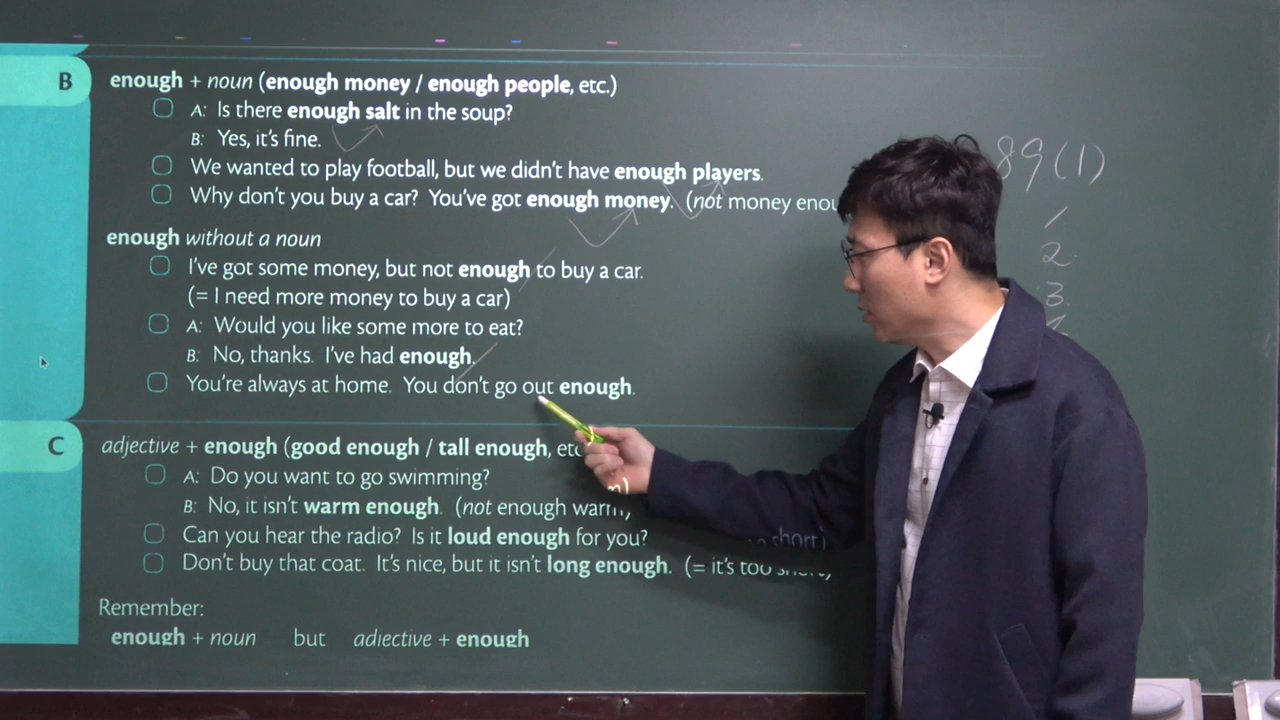 B enough + noun (enough money / enough people, etc.)
A: Is there enough salt in the soup?
B: Yes, it's fine.
We wanted to play football, but we didn't have enough players.
Why don't you buy a car? You've got enough money. (not money
enough without a noun
I've got some money, but not enough to buy a car.
(= I need more money to buy a car)
A: Would you like some more to eat?
B: No, thanks. I've had enough.
You're always at home. You don't go out enough.
C adjective + enough (good enough / tall enough, etc
A: Do you want to go swimming?
B: No, it isn't warm enough. (not enough warm)
Can you hear the radio? Is it loud enough for you?
Don't buy that coat. It's nice, but it isn't long enough. (= it's too short)
Remember:
enough + noun but adjective + enough
89(1)
1
2.
3.